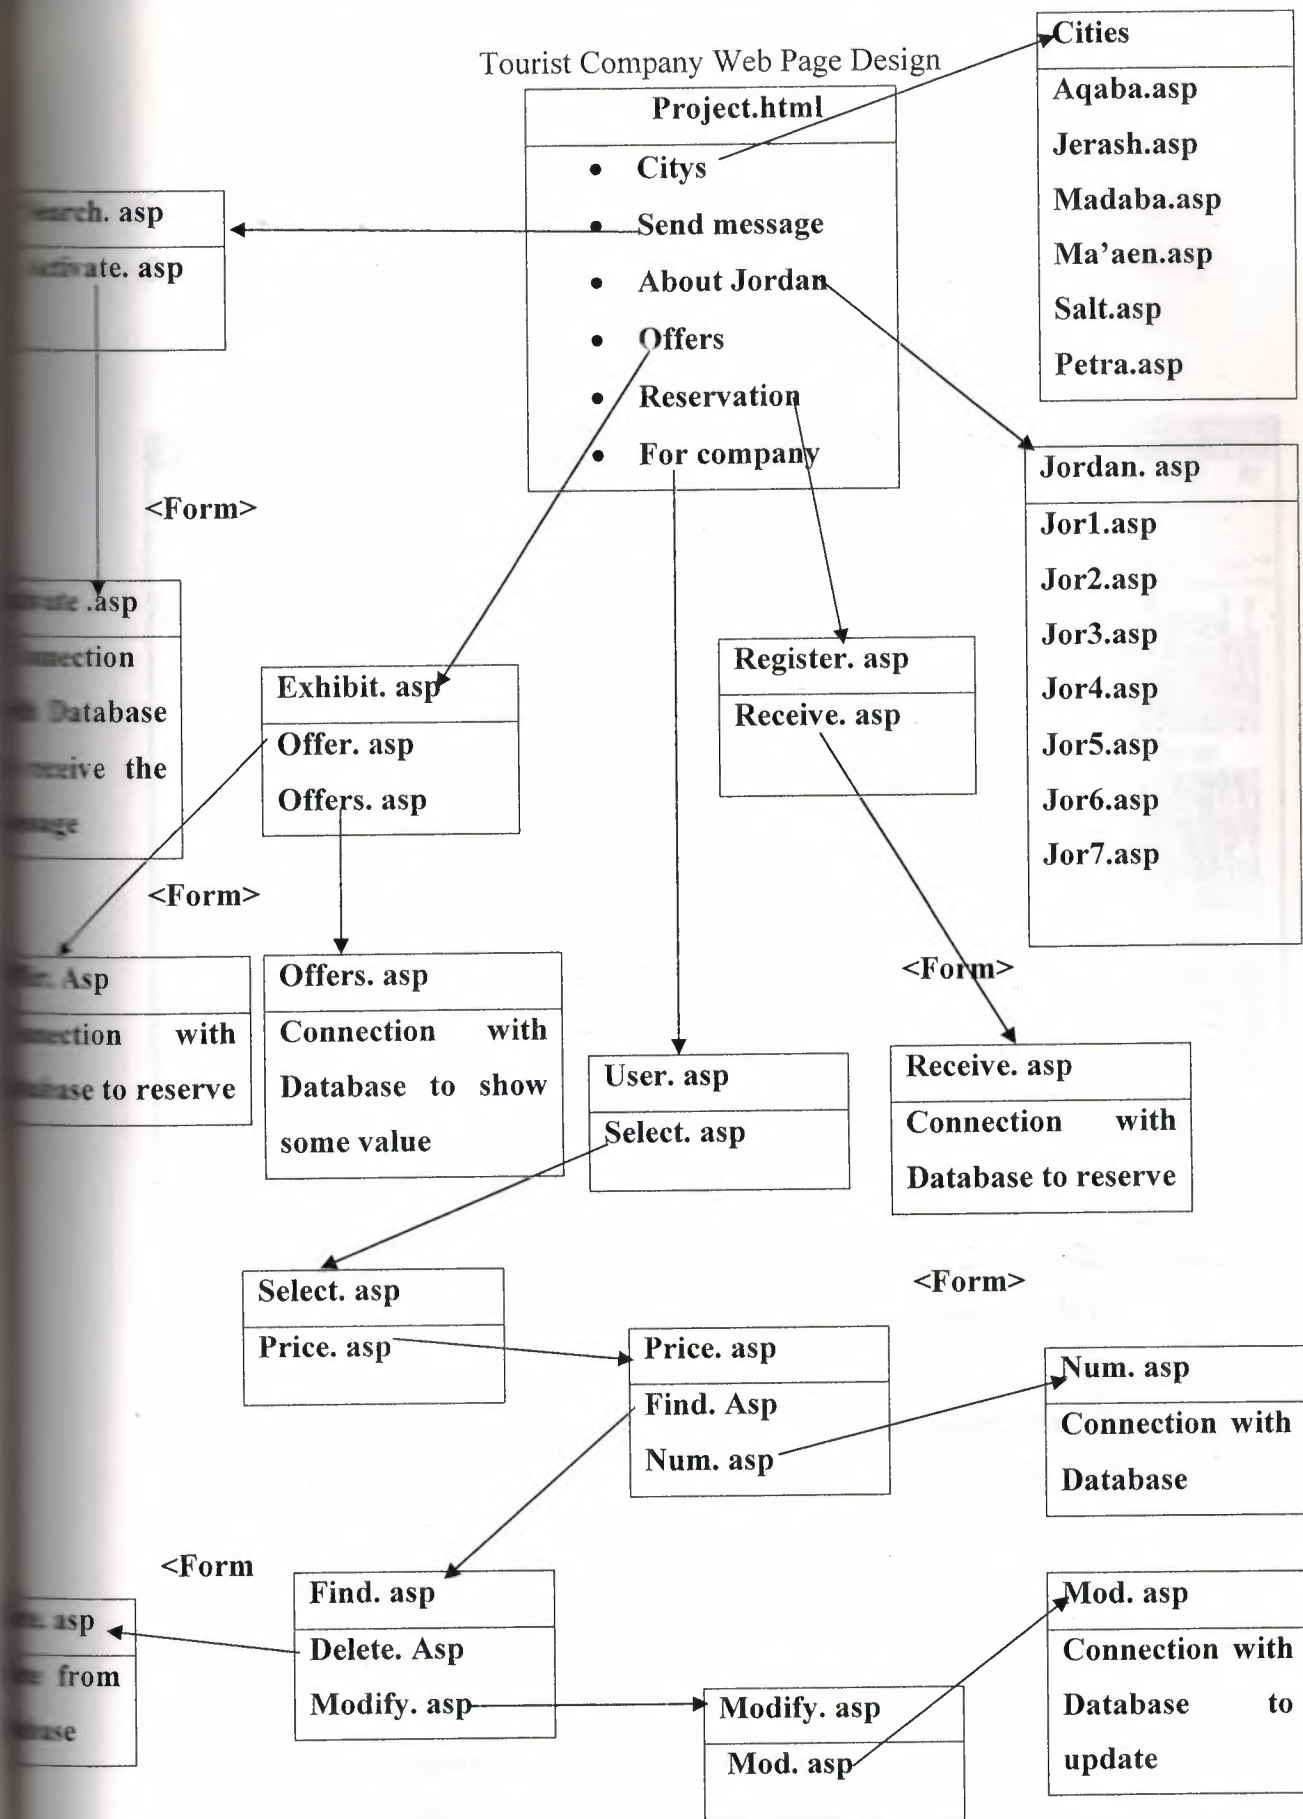 Tourist Company Web Page Design
Project.html
• Citys
• Send message
• About Jordan
• Offers
• Reservation
• For company
Cities
Aqaba.asp
Jerash.asp
Madaba.asp
Ma'aen.asp
Salt.asp
Petra.asp
asp
asp
<Form>
.asp
Database
the
Jordan. asp
Jor1.asp
Jor2.asp
Jor3.asp
Jor4.asp
Jor5.asp
Jor6.asp
Jor7.asp
Exhibit. asp
Offer. asp
Offers. asp
Register. asp
Receive. asp
<Form>
Asp
with
to reserve
Offers. asp
Connection with
Database to show
some value
User. asp
Select. asp
<Form>
Receive. asp
Connection with
Database to reserve
Select. asp
Price. asp
<Form>
Price. asp
Find. Asp
Num. asp
Num. asp
Connection with
Database
<Form
asp
from
Find. asp
Delete. Asp
Modify. asp
Modify. asp
Mod. asp
Mod. asp
Connection with
Database to
update